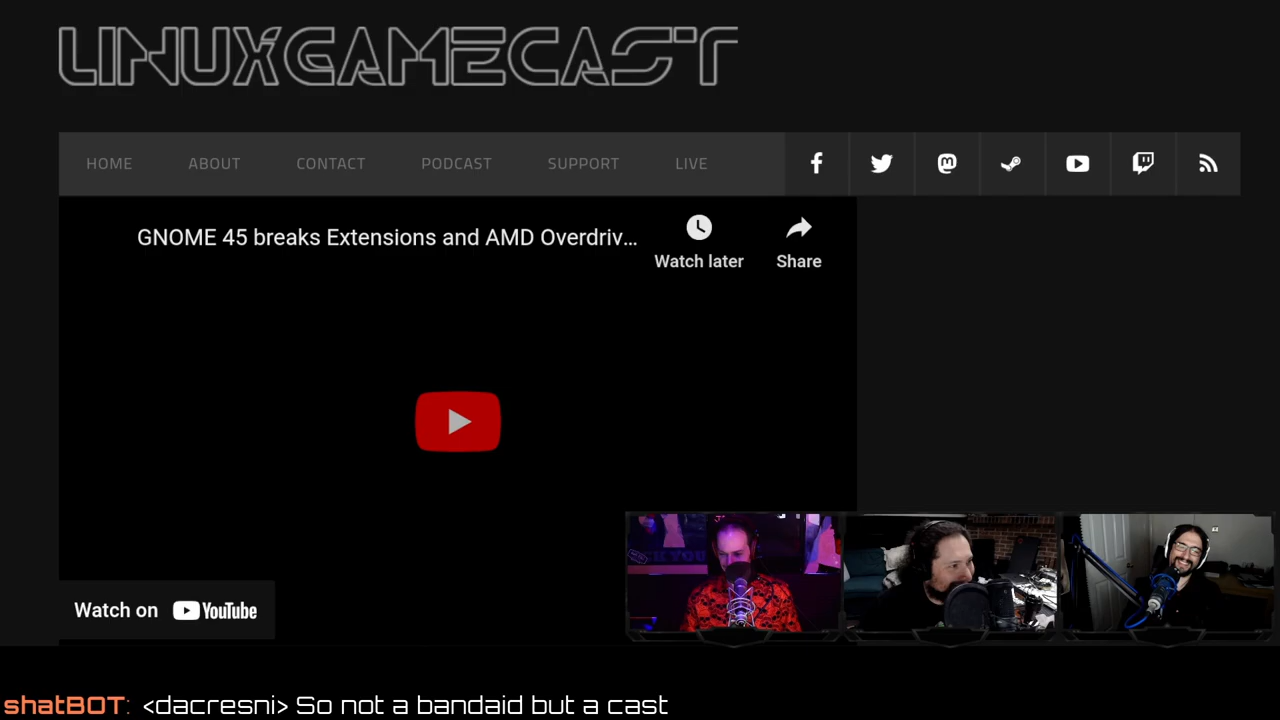 LINUXGAMECAST
HOME ABOUT CONTACT PODCAST SUPPORT LIVE
GNOME 45 breaks Extensions and AMD Overdriv...
Watch later Share
Watch on YouTube
shatBOT: <dacresni> So not a bandaid but a cast